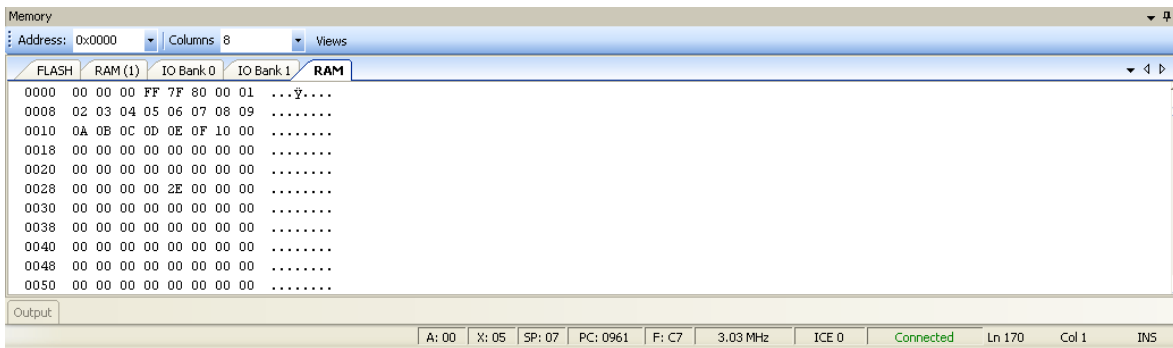 Memory
Address: 0x0000 Columns 8 Views
FLASH RAM (1) IO Bank 0 IO Bank 1 RAM
0000 00 00 00 FF 7F 80 00 01 ...ÿ....
0008 02 03 04 05 06 07 08 09 ........
0010 0A 0B 0C 0D 0E 0F 10 00 ........
0018 00 00 00 00 00 00 00 00 ........
0020 00 00 00 00 00 00 00 00 ........
0028 00 00 00 00 2E 00 00 00 ........
0030 00 00 00 00 00 00 00 00 ........
0038 00 00 00 00 00 00 00 00 ........
0040 00 00 00 00 00 00 00 00 ........
0048 00 00 00 00 00 00 00 00 ........
0050 00 00 00 00 00 00 00 00 ........
Output
A: 00 X: 05 SP: 07 PC: 0961 F: C7 3.03 MHz ICE 0 Connected Ln 170 Col 1 INS